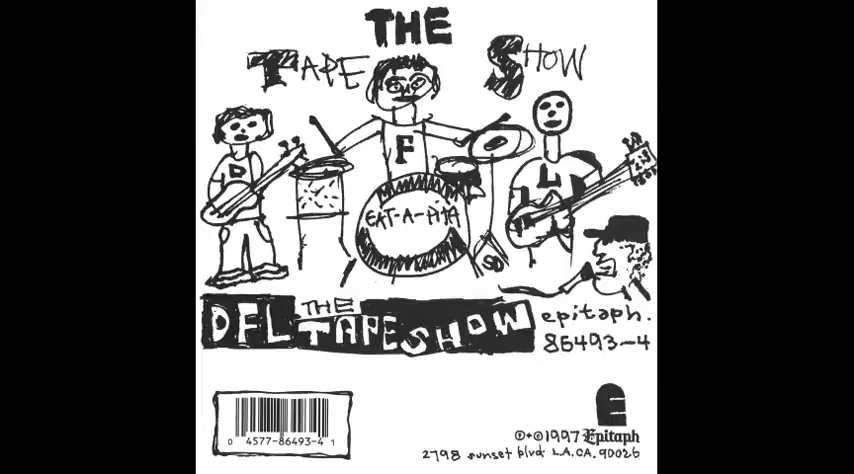 THE
TAPE SHOW
D F L
EAT-A-PITA
DFL THE TAPE SHOW
epitaph.
86493-4
0 4577-86493-4 1
E
℗+©1997 Epitaph
2798 sunset blvd. L.A. CA. 90026